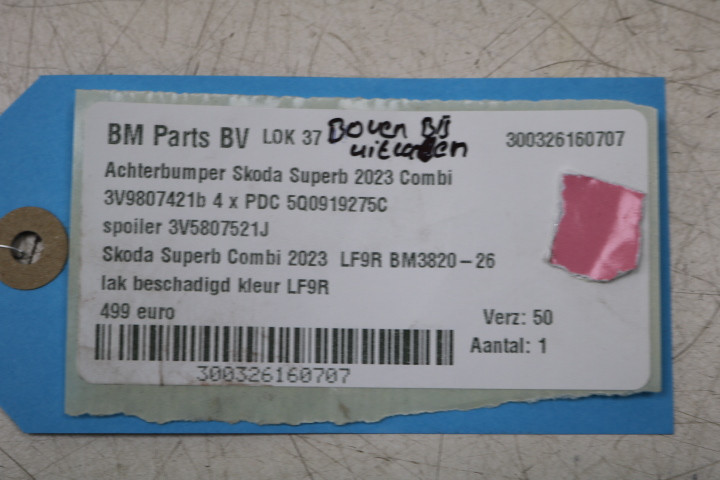 BM Parts BV LOK 37 Boven Bij 300326160707
uitladen
Achterbumper Skoda Superb 2023 Combi
3V9807421b 4 x PDC 5Q0919275C
spoiler 3V5807521J
Skoda Superb Combi 2023 LF9R BM3820-26
lak beschadigd kleur LF9R
499 euro Verz: 50
Aantal: 1
300326160707